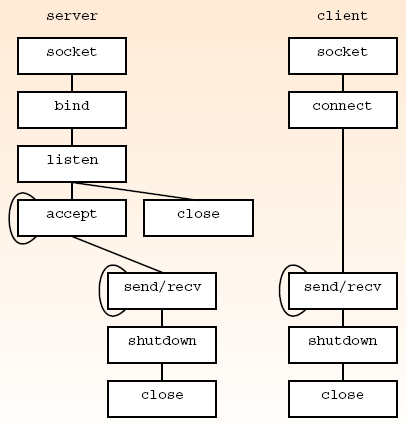 server
client
socket
socket
bind
connect
listen
accept
close
send/recv
send/recv
shutdown
shutdown
close
close